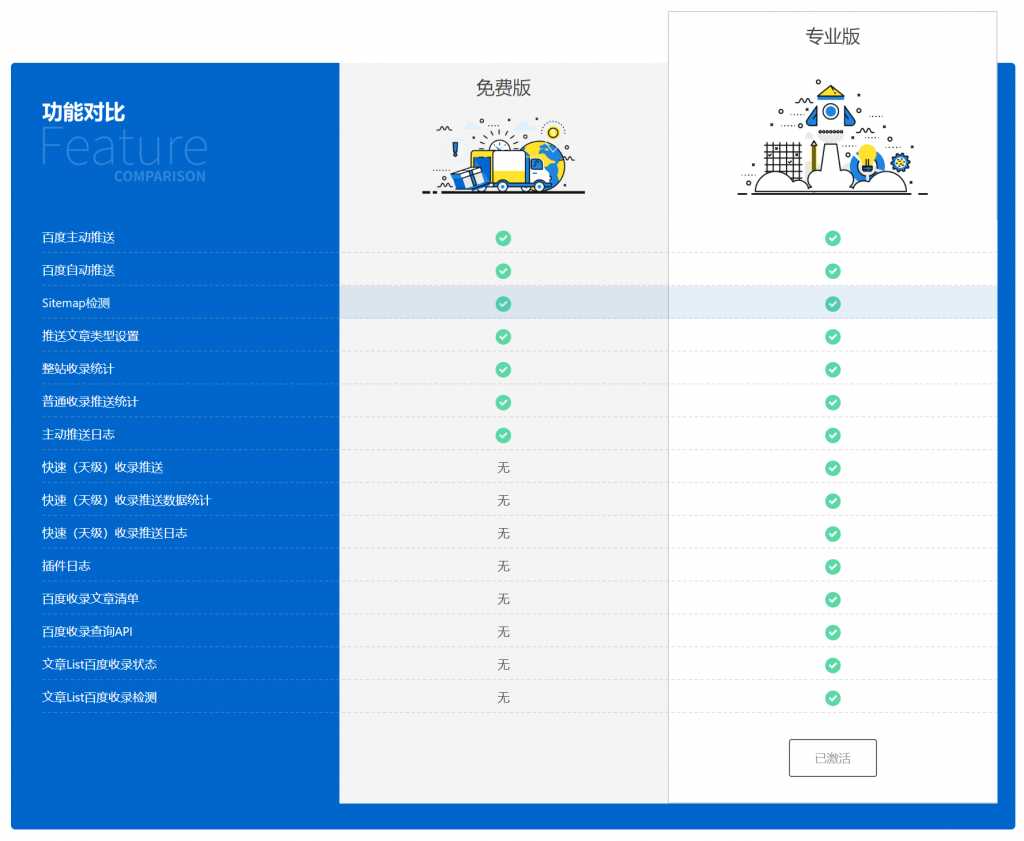 专业版
免费版
功能对比
Feature
COMPARISON
百度主动推送
百度自动推送
Sitemap检测
推送文章类型设置
整站收录统计
普通收录推送统计
主动推送日志
快速（天级）收录推送 无
快速（天级）收录推送数据统计 无
快速（天级）收录推送日志 无
插件日志 无
百度收录文章清单 无
百度收录查询API 无
文章List百度收录状态 无
文章List百度收录检测 无
已激活